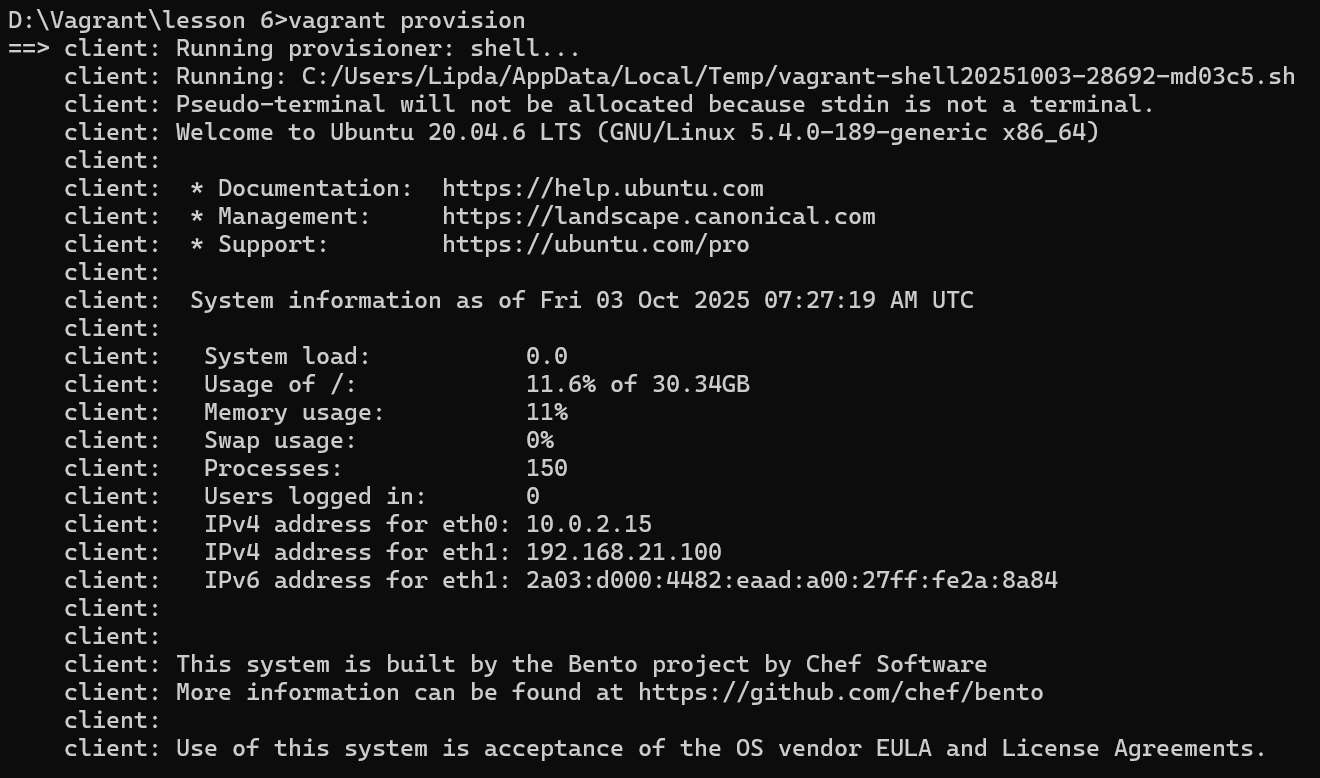 D:\Vagrant\lesson 6>vagrant provision
==> client: Running provisioner: shell...
    client: Running: C:/Users/Lipda/AppData/Local/Temp/vagrant-shell20251003-28692-md03c5.sh
    client: Pseudo-terminal will not be allocated because stdin is not a terminal.
    client: Welcome to Ubuntu 20.04.6 LTS (GNU/Linux 5.4.0-189-generic x86_64)
    client:
    client:  * Documentation:  https://help.ubuntu.com
    client:  * Management:     https://landscape.canonical.com
    client:  * Support:        https://ubuntu.com/pro
    client:
    client:  System information as of Fri 03 Oct 2025 07:27:19 AM UTC
    client:
    client:   System load:           0.0
    client:   Usage of /:            11.6% of 30.34GB
    client:   Memory usage:          11%
    client:   Swap usage:            0%
    client:   Processes:             150
    client:   Users logged in:       0
    client:   IPv4 address for eth0: 10.0.2.15
    client:   IPv4 address for eth1: 192.168.21.100
    client:   IPv6 address for eth1: 2a03:d000:4482:eaad:a00:27ff:fe2a:8a84
    client:
    client:
    client: This system is built by the Bento project by Chef Software
    client: More information can be found at https://github.com/chef/bento
    client:
    client: Use of this system is acceptance of the OS vendor EULA and License Agreements.